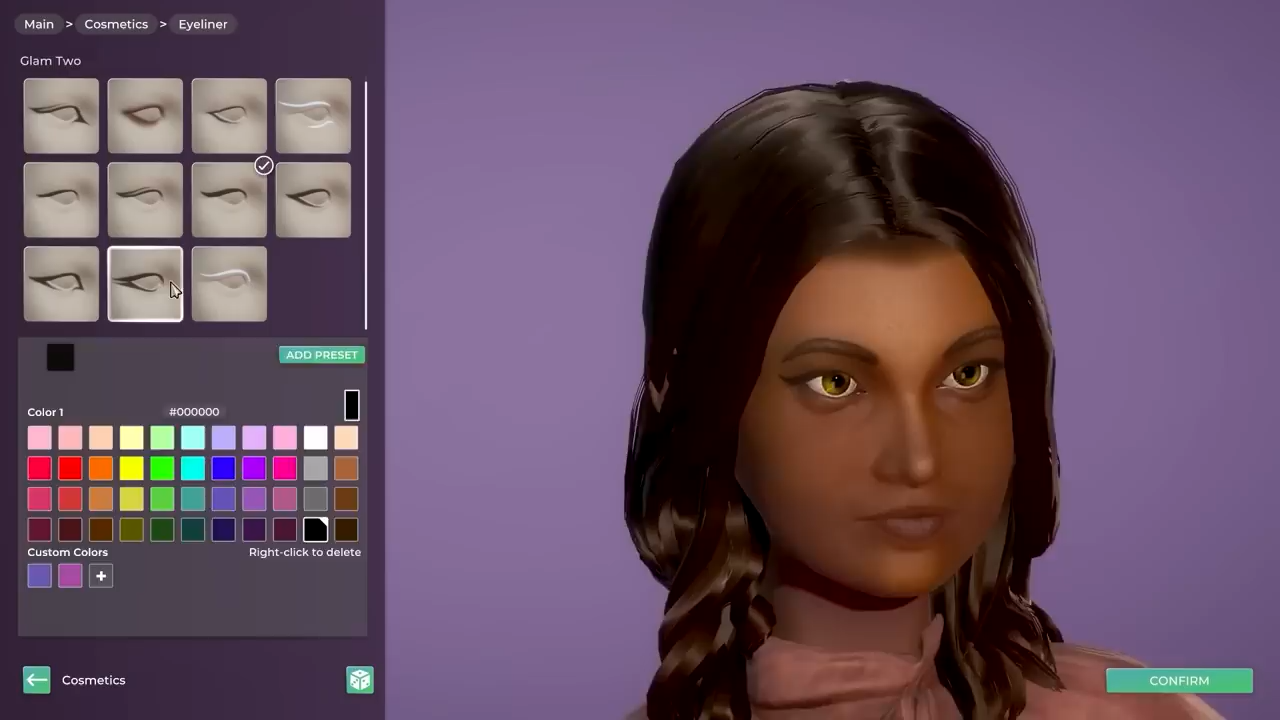 Main > Cosmetics > Eyeliner
Glam Two
ADD PRESET
Color 1 #000000
Custom Colors Right-click to delete
+
Cosmetics
CONFIRM